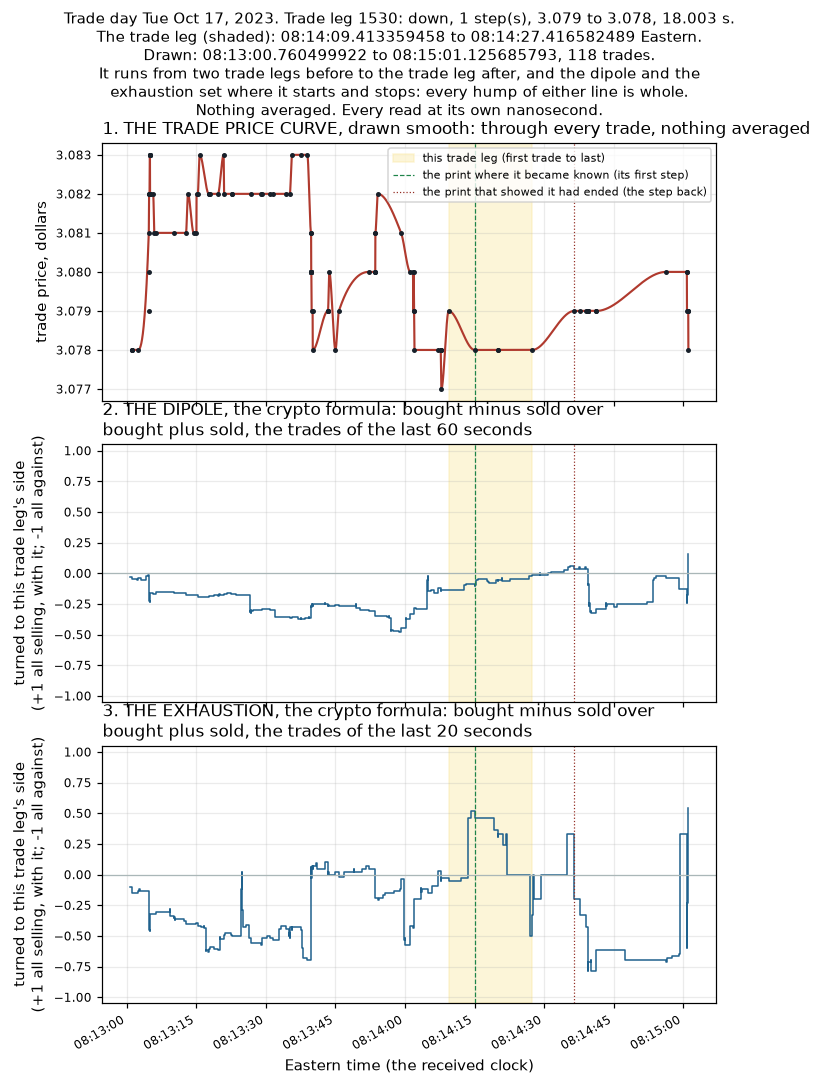 Trade day Tue Oct 17, 2023. Trade leg 1530: down, 1 step(s), 3.079 to 3.078, 18.003 s.
The trade leg (shaded): 08:14:09.413359458 to 08:14:27.416582489 Eastern.
Drawn: 08:13:00.760499922 to 08:15:01.125685793, 118 trades.
It runs from two trade legs before to the trade leg after, and the dipole and the
exhaustion set where it starts and stops: every hump of either line is whole.
Nothing averaged. Every read at its own nanosecond.
1. THE TRADE PRICE CURVE, drawn smooth: through every trade, nothing averaged
this trade leg (first trade to last)
the print where it became known (its first step)
the print that showed it had ended (the step back)
trade price, dollars
3.083
3.082
3.081
3.080
3.079
3.078
3.077
2. THE DIPOLE, the crypto formula: bought minus sold over
bought plus sold, the trades of the last 60 seconds
turned to this trade leg's side
(+1 all selling, with it; -1 all against)
1.00
0.75
0.50
0.25
0.00
−0.25
−0.50
−0.75
−1.00
3. THE EXHAUSTION, the crypto formula: bought minus sold over
bought plus sold, the trades of the last 20 seconds
turned to this trade leg's side
(+1 all selling, with it; -1 all against)
1.00
0.75
0.50
0.25
0.00
−0.25
−0.50
−0.75
−1.00
08:13:00
08:13:15
08:13:30
08:13:45
08:14:00
08:14:15
08:14:30
08:14:45
08:15:00
Eastern time (the received clock)